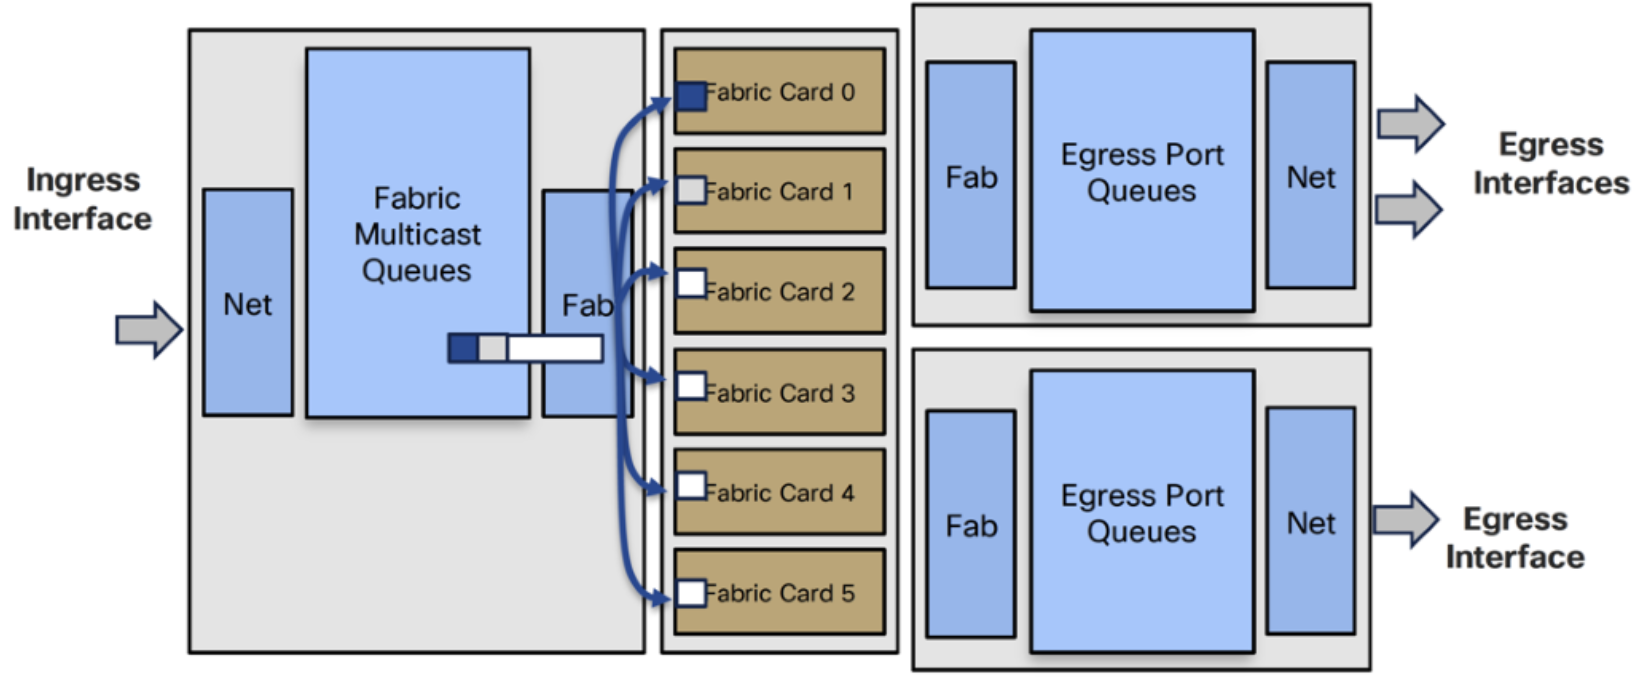 Ingress
Interface
Net
Fabric
Multicast
Queues
Fab
Fabric Card 0
Fabric Card 1
Fabric Card 2
Fabric Card 3
Fabric Card 4
Fabric Card 5
Fab
Egress Port
Queues
Net
Egress
Interfaces
Fab
Egress Port
Queues
Net
Egress
Interface